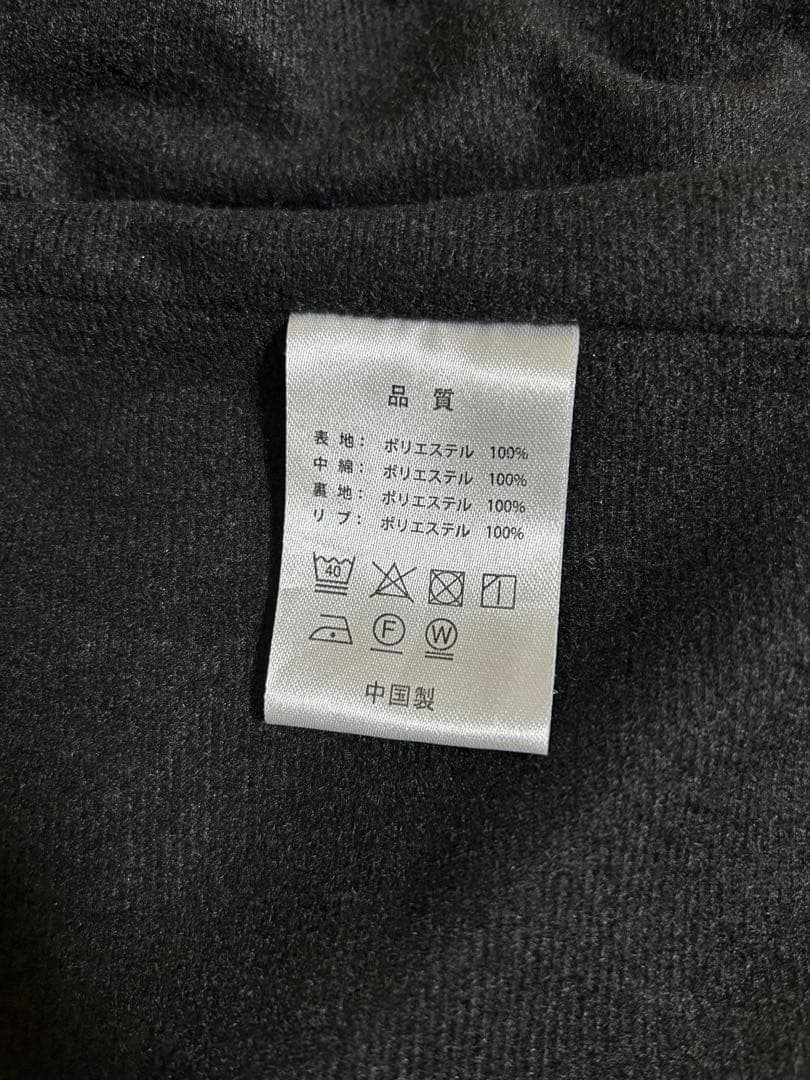 品 質
表 地： ポリエステル 100%
中 綿： ポリエステル 100%
裏 地： ポリエステル 100%
リ ブ： ポリエステル 100%
40
F W
中国製